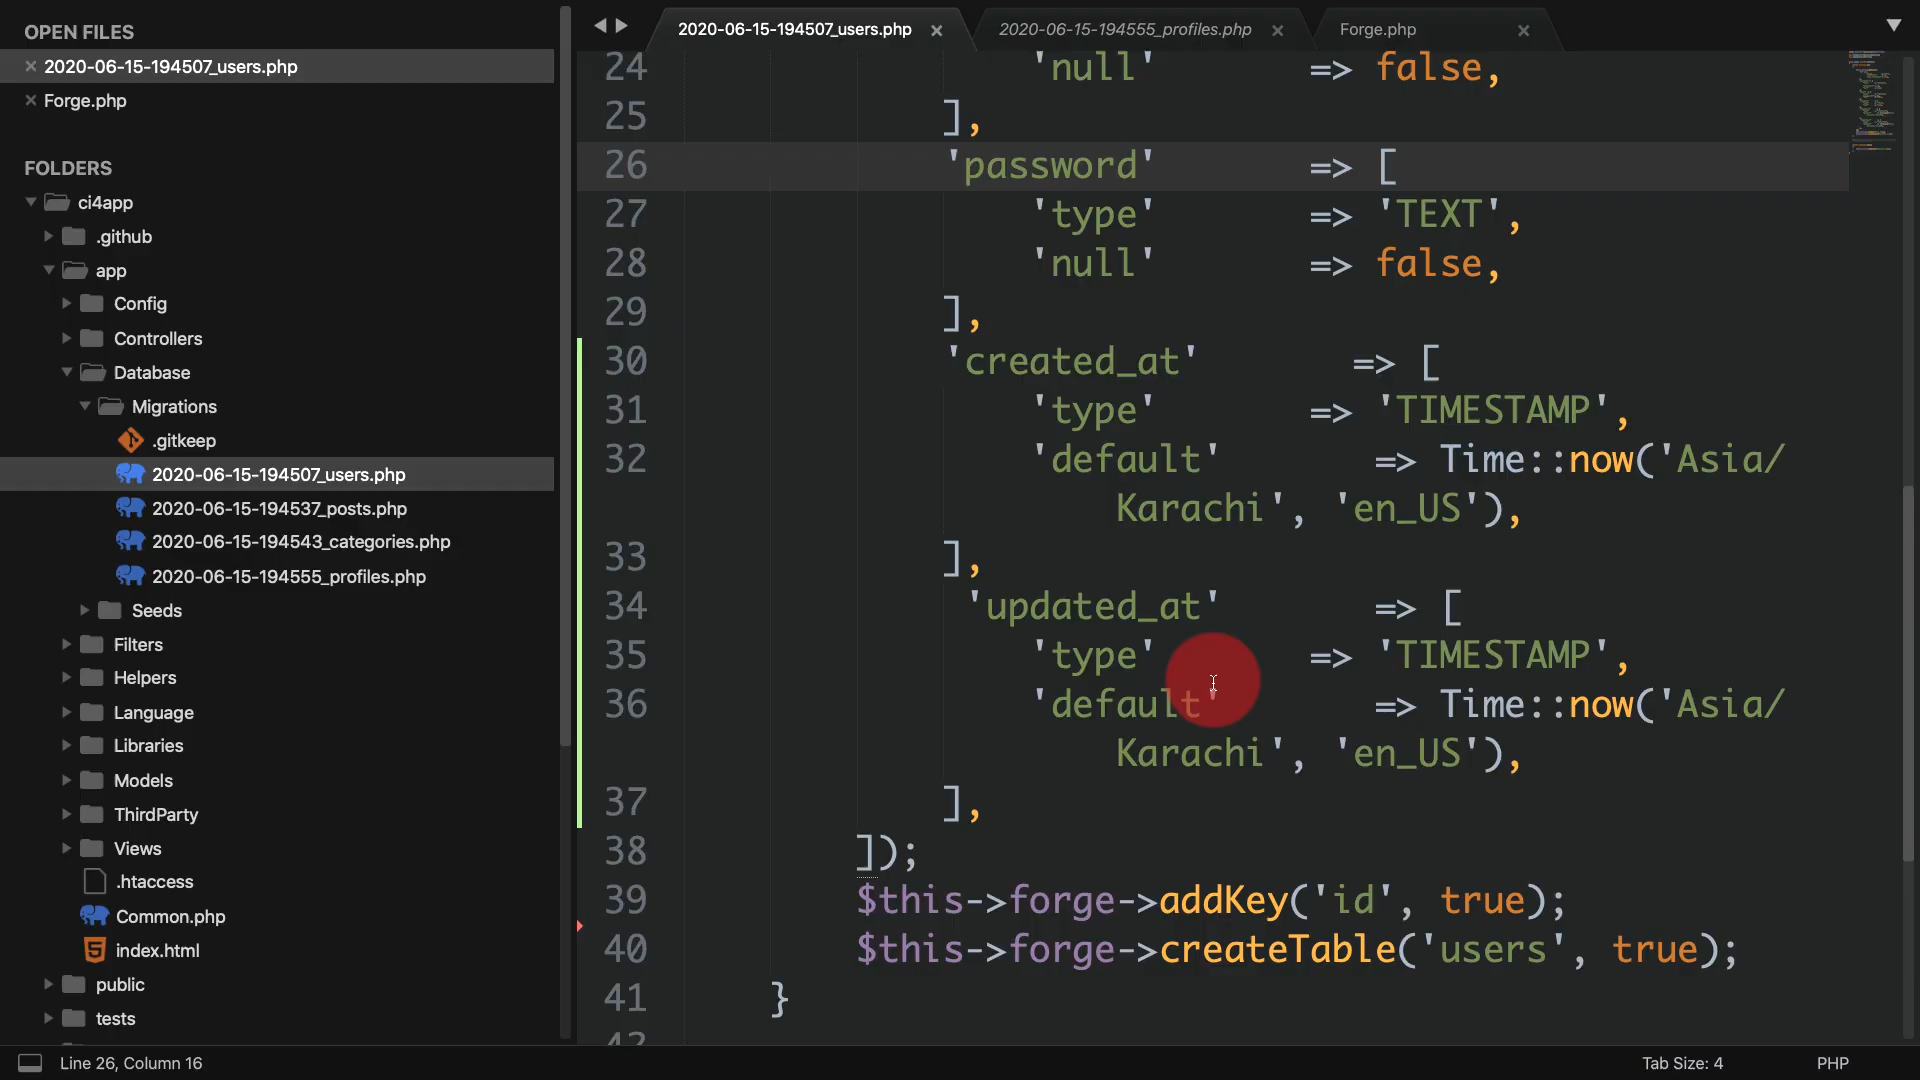 OPEN FILES
2020-06-15-194507_users.php
Forge.php
FOLDERS
ci4app
.github
app
Config
Controllers
Database
Migrations
.gitkeep
2020-06-15-194507_users.php
2020-06-15-194537_posts.php
2020-06-15-194543_categories.php
2020-06-15-194555_profiles.php
Seeds
Filters
Helpers
Language
Libraries
Models
ThirdParty
Views
.htaccess
Common.php
index.html
public
tests
2020-06-15-194507_users.php
2020-06-15-194555_profiles.php
Forge.php
24 'null' => false,
25 ],
26 'password' => [
27 'type' => 'TEXT',
28 'null' => false,
29 ],
30 'created_at' => [
31 'type' => 'TIMESTAMP',
32 'default' => Time::now('Asia/
Karachi', 'en_US'),
33 ],
34 'updated_at' => [
35 'type' => 'TIMESTAMP',
36 'default' => Time::now('Asia/
Karachi', 'en_US'),
37 ],
38 ]);
39 $this->forge->addKey('id', true);
40 $this->forge->createTable('users', true);
41 }
42
Line 26, Column 16
Tab Size: 4
PHP